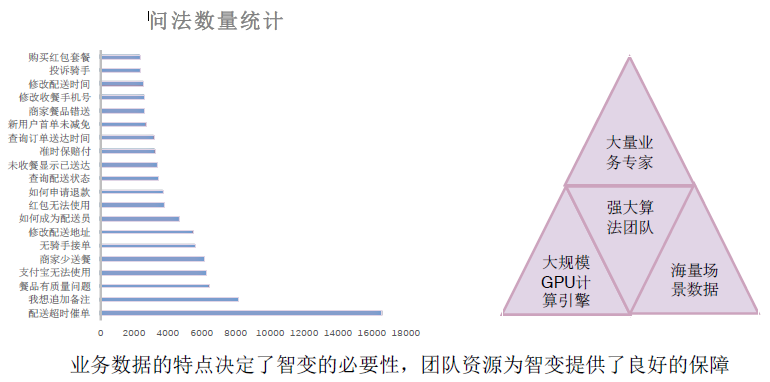 问法数量统计
购买红包套餐
投诉骑手
修改配送时间
修改收餐手机号
商家餐品错送
新用户首单未减免
查询订单送达时间
准时保赔付
未收餐显示已送达
查询配送状态
如何申请退款
红包无法使用
如何成为配送员
修改配送地址
无骑手接单
商家少送餐
支付宝无法使用
餐品有质量问题
我想追加备注
配送超时催单
0 2000 4000 6000 8000 10000 12000 14000 16000 18000
大量业
务专家
强大算
法团队
大规模
GPU计
算引擎
海量场
景数据
业务数据的特点决定了智变的必要性，团队资源为智变提供了良好的保障